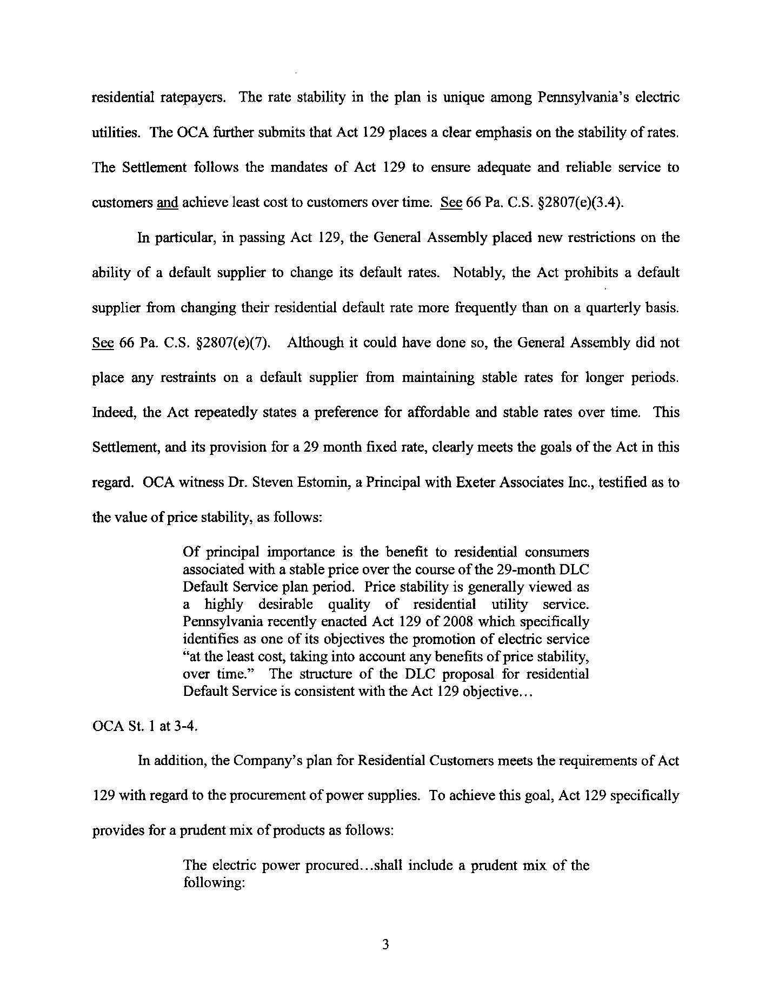 residential ratepayers. The rate stability in the plan is unique among Pennsylvania's electric
utilities. The OCA further submits that Act 129 places a clear emphasis on the stability of rates.
The Settlement follows the mandates of Act 129 to ensure adequate and reliable service to
customers and achieve least cost to customers over time. See 66 Pa. C.S. §2807(e)(3.4).
In particular, in passing Act 129, the General Assembly placed new restrictions on the
ability of a default supplier to change its default rates. Notably, the Act prohibits a default
supplier from changing their residential default rate more frequently than on a quarterly basis.
See 66 Pa. C.S. §2807(e)(7). Although it could have done so, the General Assembly did not
place any restraints on a default supplier from maintaining stable rates for longer periods.
Indeed, the Act repeatedly states a preference for affordable and stable rates over time. This
Settlement, and its provision for a 29 month fixed rate, clearly meets the goals of the Act in this
regard. OCA witness Dr. Steven Estomin, a Principal with Exeter Associates Inc., testified as to
the value of price stability, as follows:
Of principal importance is the benefit to residential consumers
associated with a stable price over the course of the 29-month DLC
Default Service plan period. Price stability is generally viewed as
a highly desirable quality of residential utility service.
Pennsylvania recently enacted Act 129 of 2008 which specifically
identifies as one of its objectives the promotion of electric service
"at the least cost, taking into account any benefits of price stability,
over time." The structure of the DLC proposal for residential
Default Service is consistent with the Act 129 objective...
OCA St. 1 at 3-4.
In addition, the Company's plan for Residential Customers meets the requirements of Act
129 with regard to the procurement of power supplies. To achieve this goal, Act 129 specifically
provides for a prudent mix of products as follows:
The electric power procured...shall include a prudent mix of the
following:
3